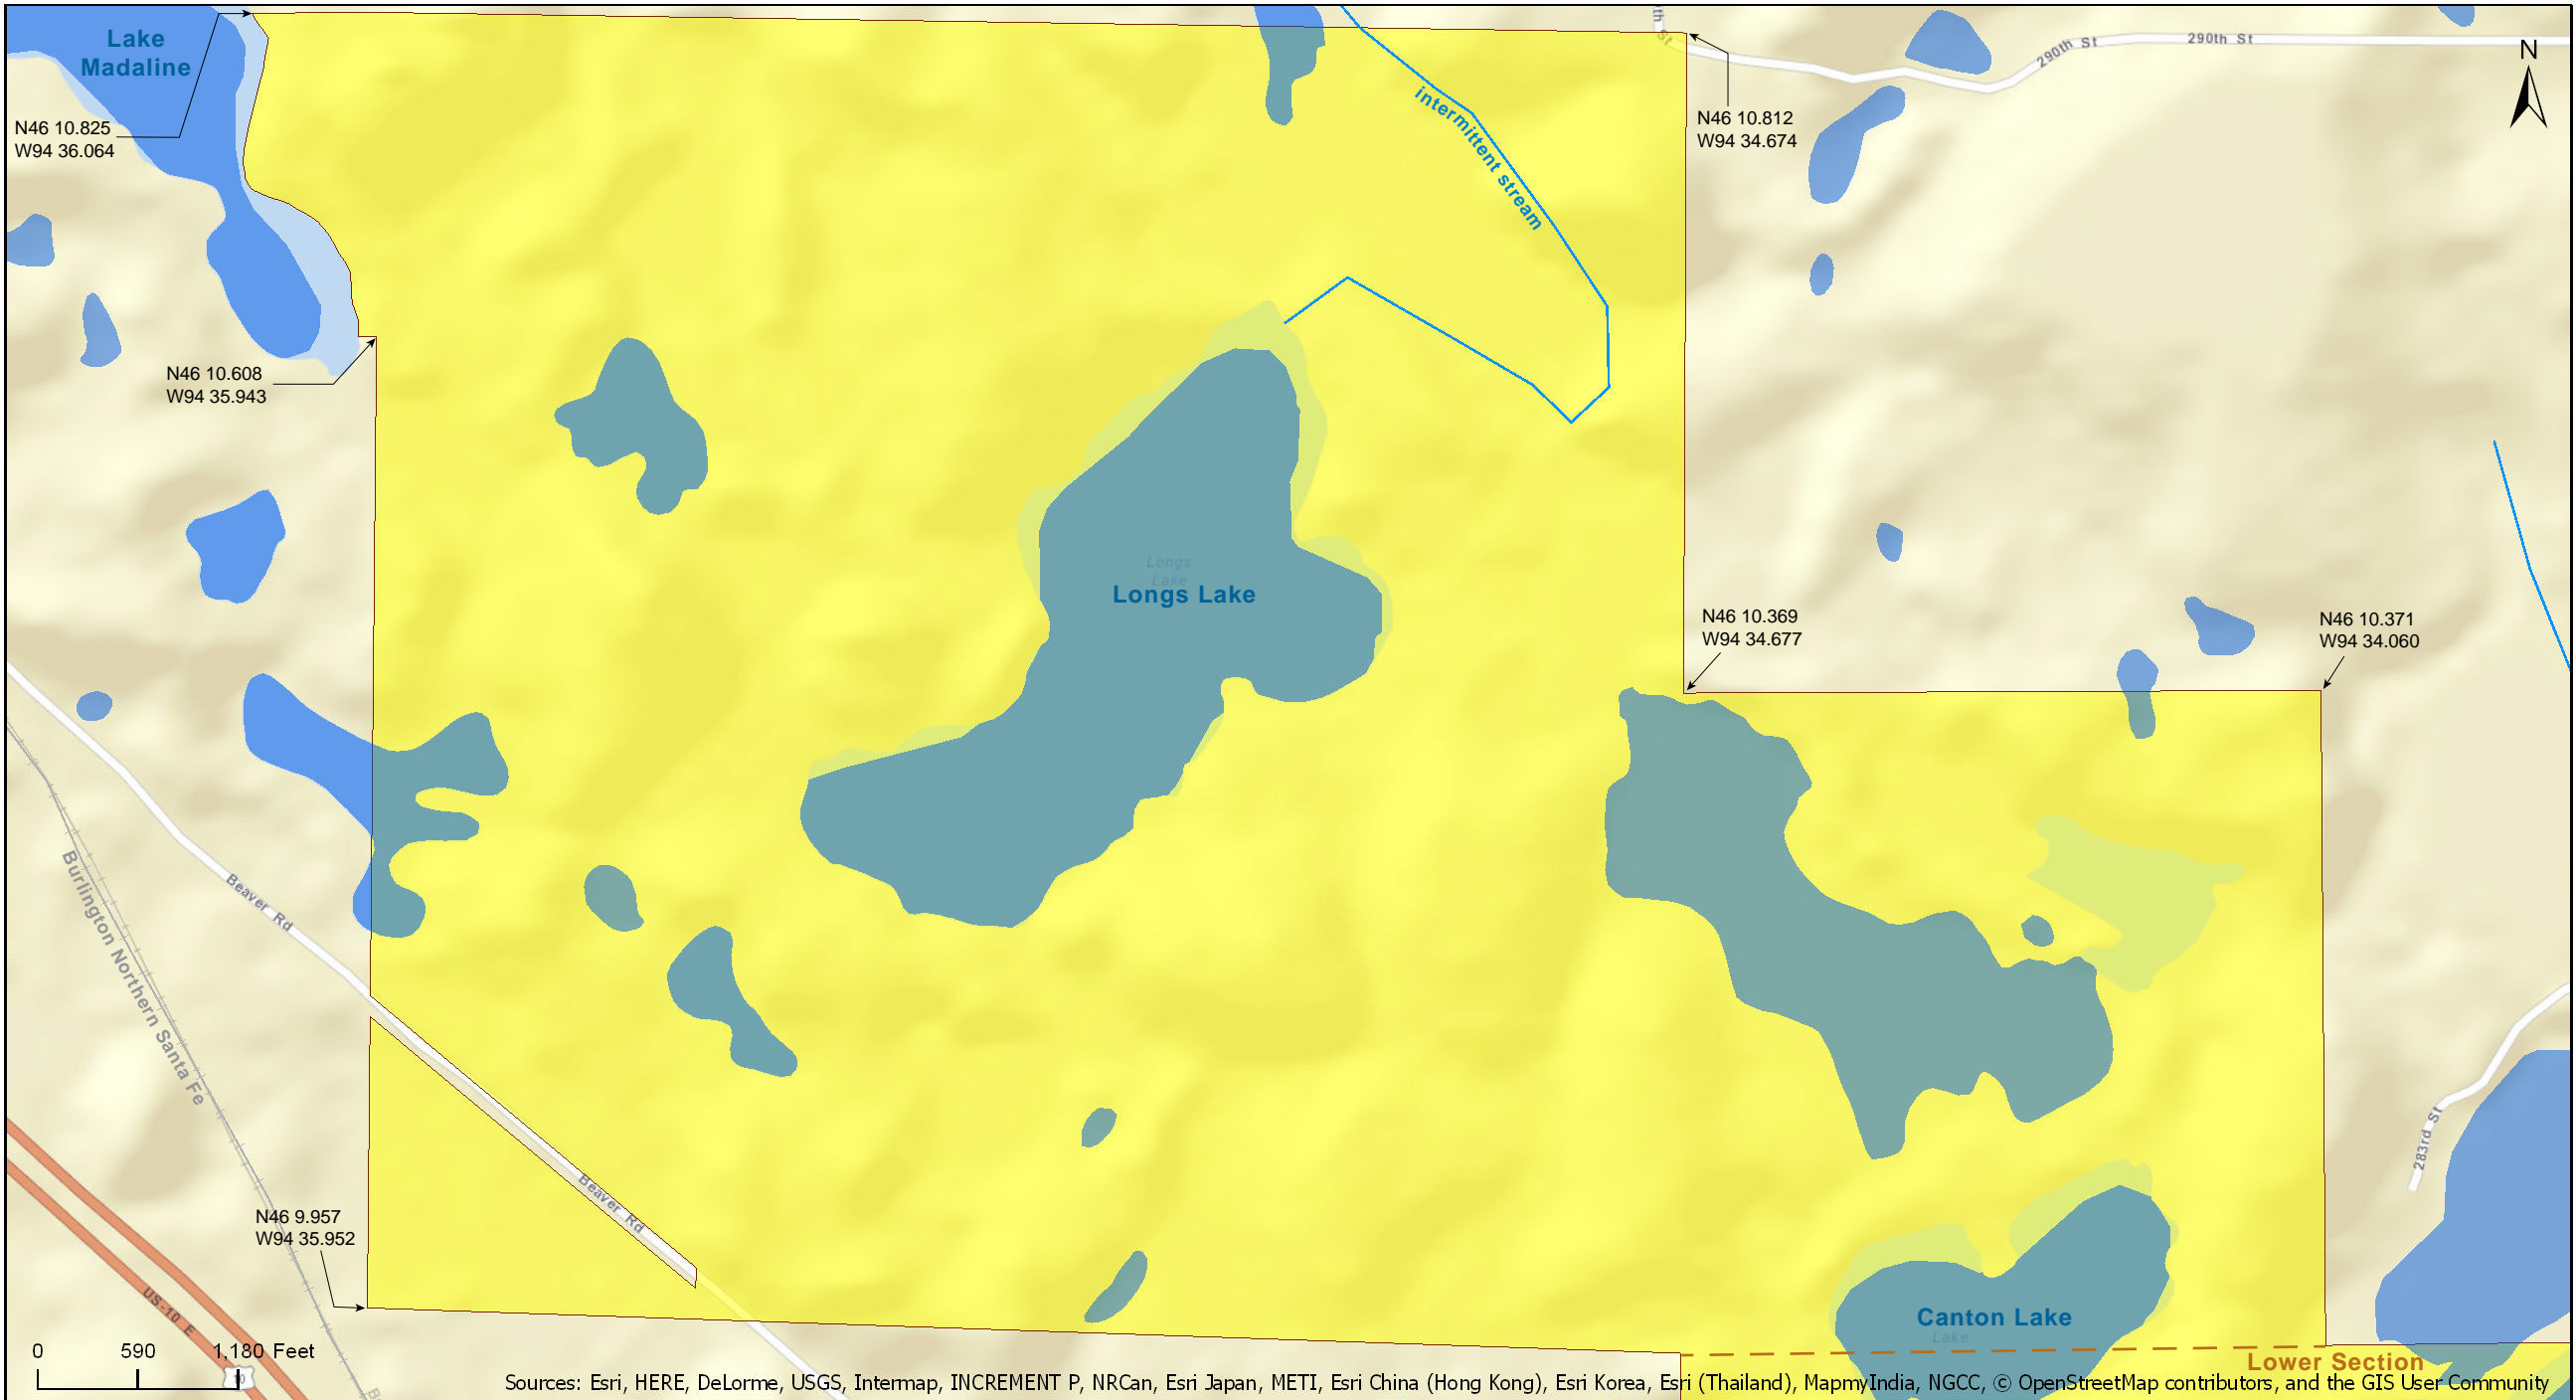 Lake
Madaline
th St
290th St
290th St
N
N46 10.825
W94 36.064
intermittent stream
N46 10.812
W94 34.674
N46 10.608
W94 35.943
Longs
Lake
Longs Lake
N46 10.369
W94 34.677
N46 10.371
W94 34.060
Burlington Northern Santa Fe
Beaver Rd
Beaver Rd
283rd St
N46 9.957
W94 35.952
US-10 E
10
Canton Lake
Lake
Lower Section
0 590 1,180 Feet
Sources: Esri, HERE, DeLorme, USGS, Intermap, INCREMENT P, NRCan, Esri Japan, METI, Esri China (Hong Kong), Esri Korea, Esri (Thailand), MapmyIndia, NGCC, © OpenStreetMap contributors, and the GIS User Community